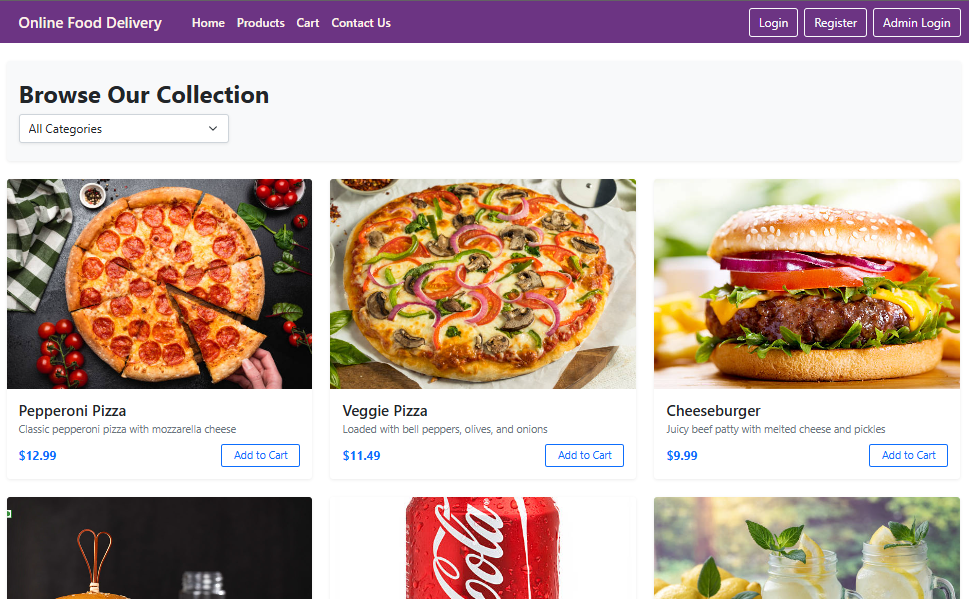 Online Food Delivery Home Products Cart Contact Us Login Register Admin Login
Browse Our Collection
All Categories
Pepperoni Pizza
Classic pepperoni pizza with mozzarella cheese
$12.99 Add to Cart
Veggie Pizza
Loaded with bell peppers, olives, and onions
$11.49 Add to Cart
Cheeseburger
Juicy beef patty with melted cheese and pickles
$9.99 Add to Cart
Cola